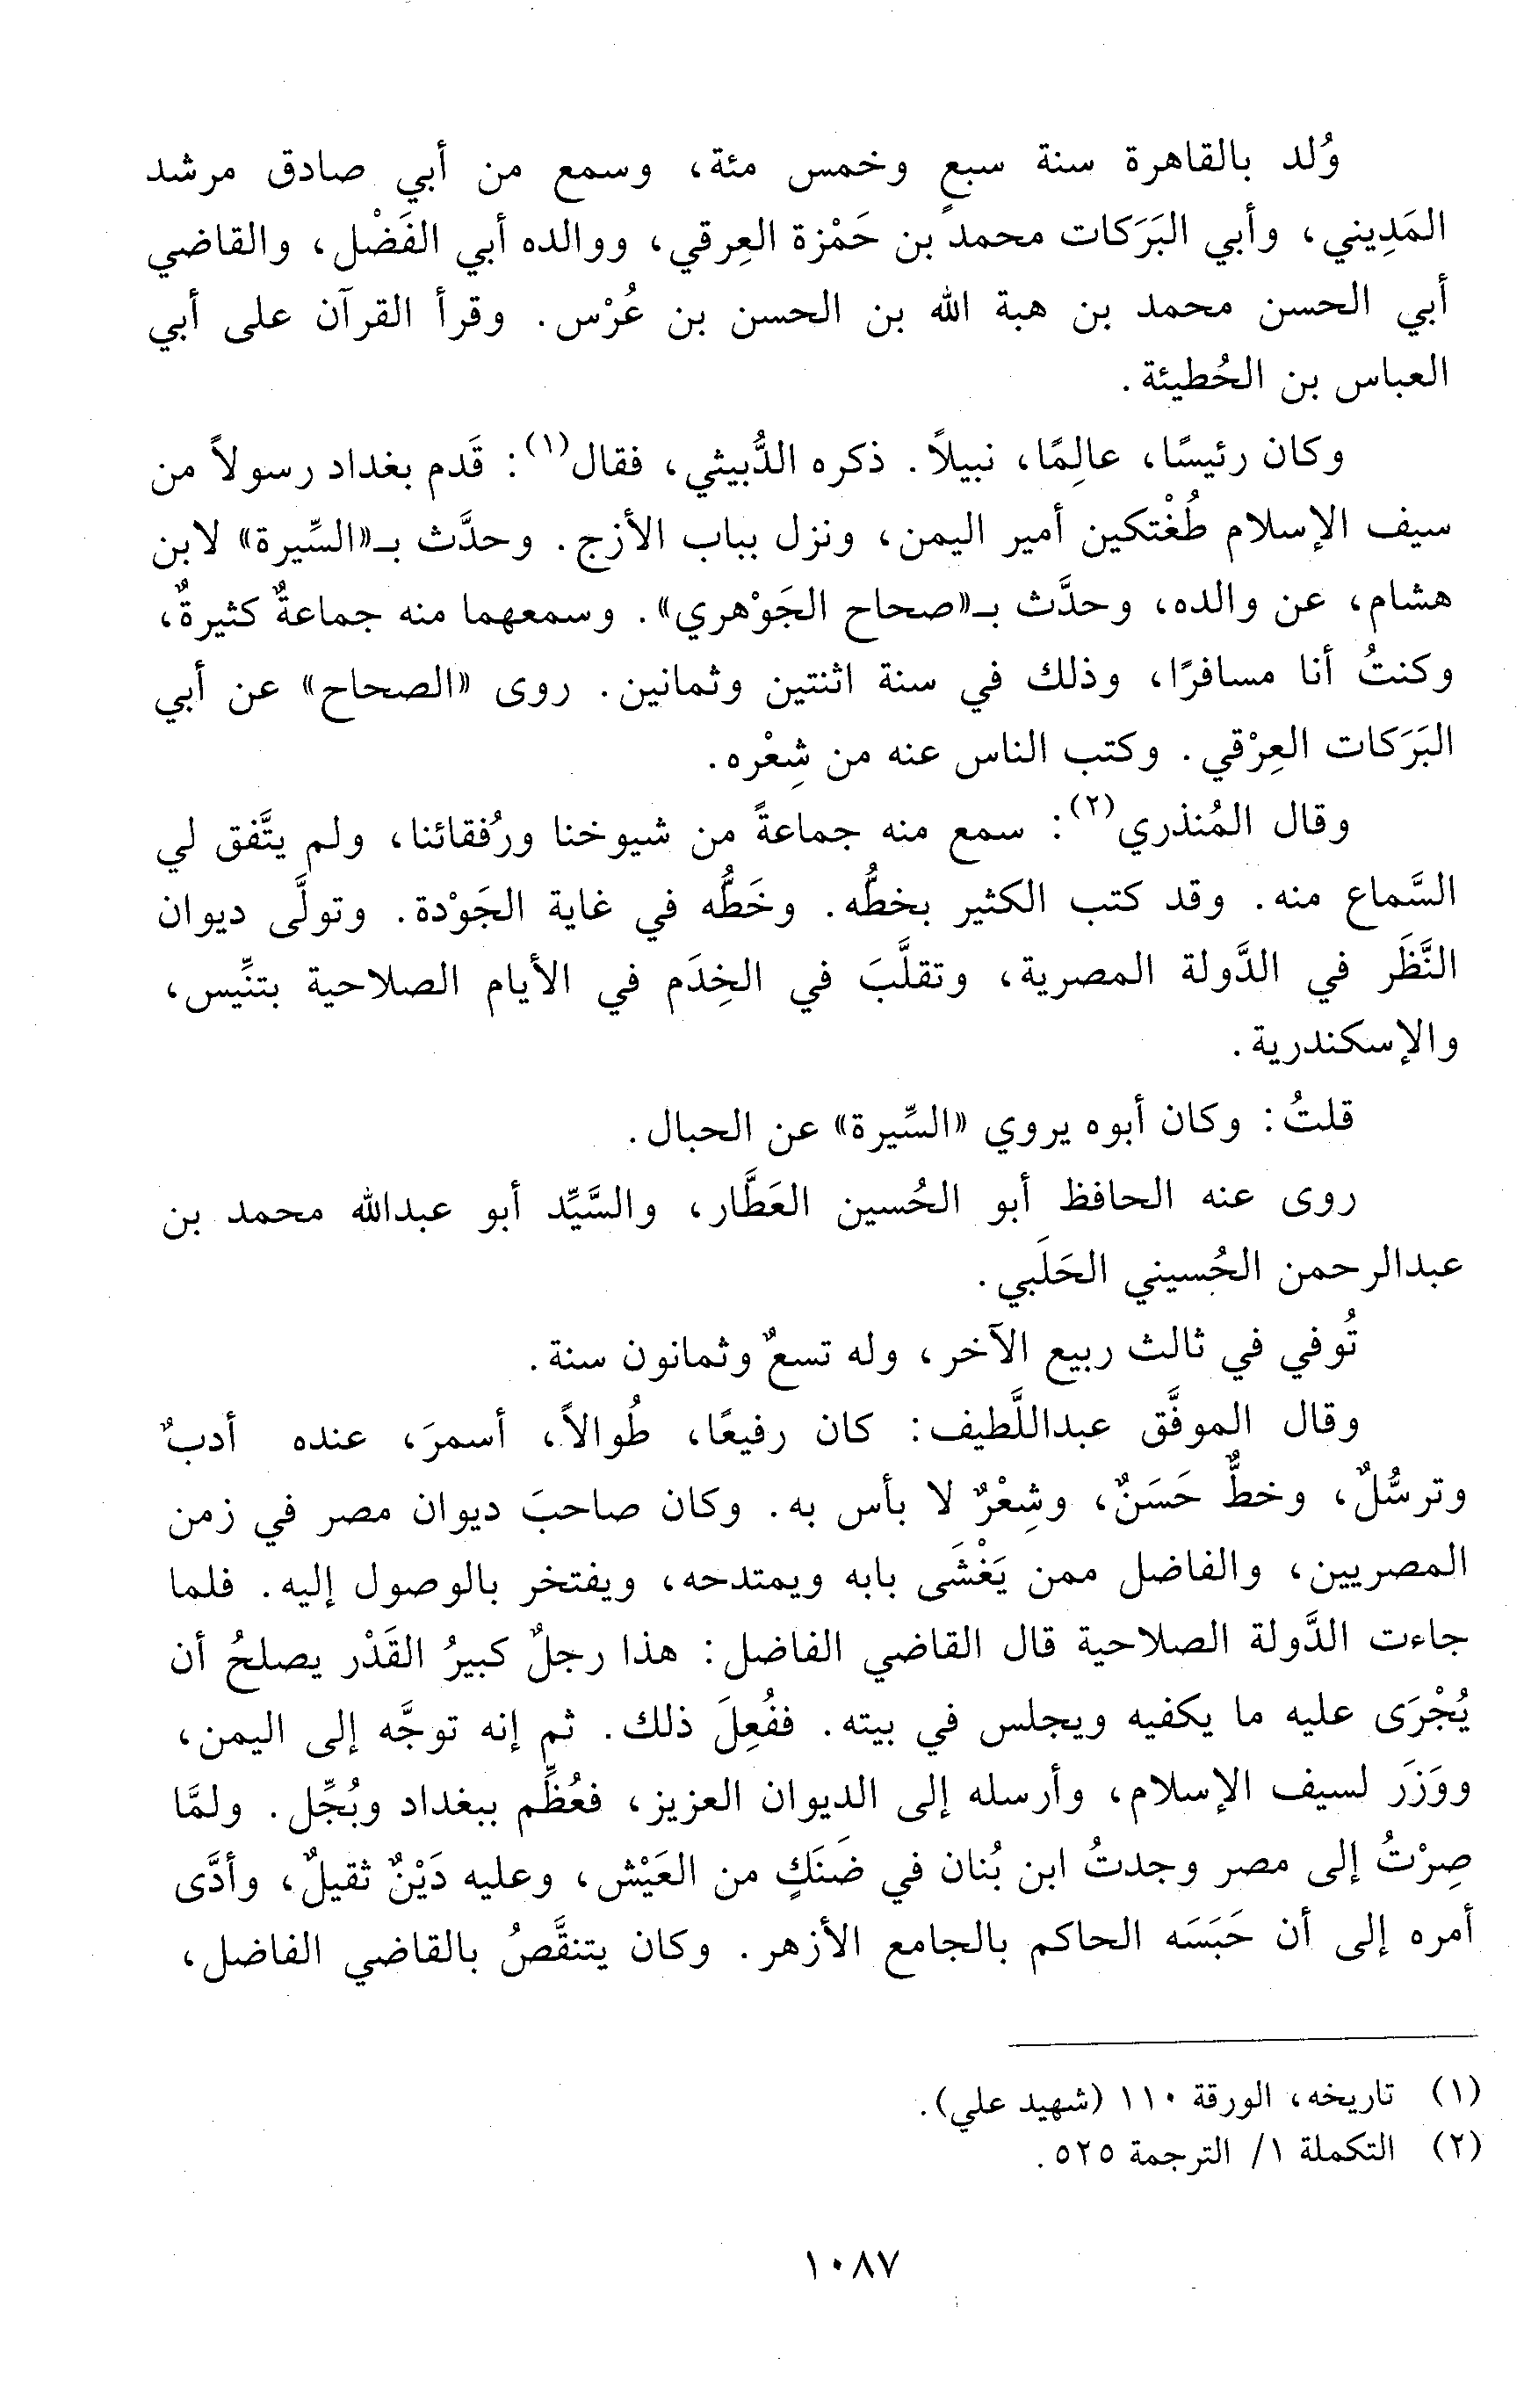 وُلد بالقاهرة سنة سبعٍ وخمس مئة، وسمع من أبي صادق مرشد
المَدِيني، وأبي البَرَكات محمد بن حَمْزة العِرقي، ووالده أبي الفَضْل، والقاضي
أبي الحسن محمد بن هبة الله بن الحسن بن عُرْس. وقرأ القرآن على أبي
العباس بن الحُطيئة.
وكان رئيسًا، عالِمًا، نبيلاً. ذكره الدُّبيثي، فقال(١): قَدم بغداد رسولاً من
سيف الإسلام طُغْتكين أمير اليمن، ونزل بباب الأزج. وحدَّث بـ«السِّيرة» لابن
هشام، عن والده، وحدَّث بـ«صحاح الجَوْهري». وسمعهما منه جماعةٌ كثيرةٌ،
وكنتُ أنا مسافرًا، وذلك في سنة اثنتين وثمانين. روى «الصحاح» عن أبي
البَرَكات العِرْقي. وكتب الناس عنه من شِعْره.
وقال المُنذري(٢): سمع منه جماعةً من شيوخنا ورُفقائنا، ولم يتَّفق لي
السَّماع منه. وقد كتب الكثير بخطُّه. وخَطُّه في غاية الجَوْدة. وتولَّى ديوان
النَّظَر في الدَّولة المصرية، وتقلَّبَ في الخِدَم في الأيام الصلاحية بتنِّيس،
والإسكندرية.
قلتُ: وكان أبوه يروي «السِّيرة» عن الحبال.
روى عنه الحافظ أبو الحُسين العَطَّار، والسَّيِّد أبو عبدالله محمد بن
عبدالرحمن الحُسيني الحَلَبي.
تُوفي في ثالث ربيع الآخر، وله تسعٌ وثمانون سنة.
وقال الموفَّق عبداللَّطيف: كان رفيعًا، طُوالاً، أسمرَ، عنده أدبٌ
وترسُّلٌ، وخطٌّ حَسَنٌ، وشِعْرٌ لا بأس به. وكان صاحبَ ديوان مصر في زمن
المصريين، والفاضل ممن يَغْشَى بابه ويمتدحه، ويفتخر بالوصول إليه. فلما
جاءت الدَّولة الصلاحية قال القاضي الفاضل: هذا رجلٌ كبيرُ القَدْر يصلحُ أن
يُجْرَى عليه ما يكفيه ويجلس في بيته. ففُعِلَ ذلك. ثم إنه توجَّه إلى اليمن،
ووَزَر لسيف الإسلام، وأرسله إلى الديوان العزيز، فعُظِّم ببغداد وبُجِّل. ولمَّا
صِرْتُ إلى مصر وجدتُ ابن بُنان في ضَنَكٍ من العَيْش، وعليه دَيْنٌ ثقيلٌ، وأدَّى
أمره إلى أن حَبَسَه الحاكم بالجامع الأزهر. وكان يتنقَّصُ بالقاضي الفاضل،
(١) تاريخه، الورقة ١١٠ (شهيد علي).
(٢) التكملة ١/ الترجمة ٥٢٥.
١٠٨٧